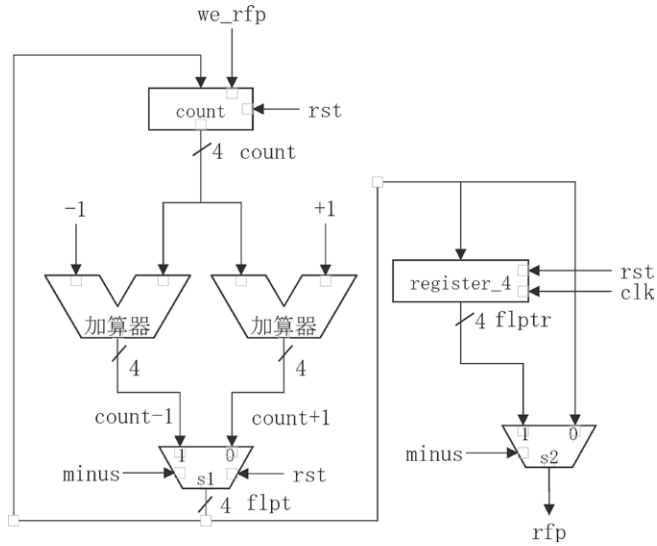 we_rfp
count
rst
4 count
-1
+1
加算器
加算器
4
4
count-1
count+1
1
0
minus
s1
rst
4 flpt
register_4
rst
clk
4 flptr
1
0
minus
s2
rfp